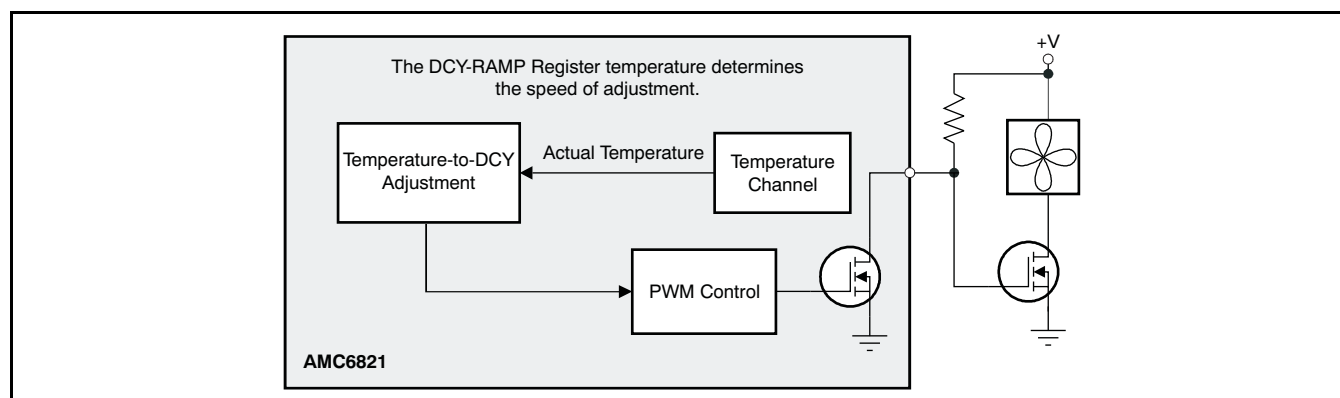 The DCY-RAMP Register temperature determines
the speed of adjustment.
+V
Temperature-to-DCY
Adjustment
Actual Temperature
Temperature
Channel
PWM Control
AMC6821